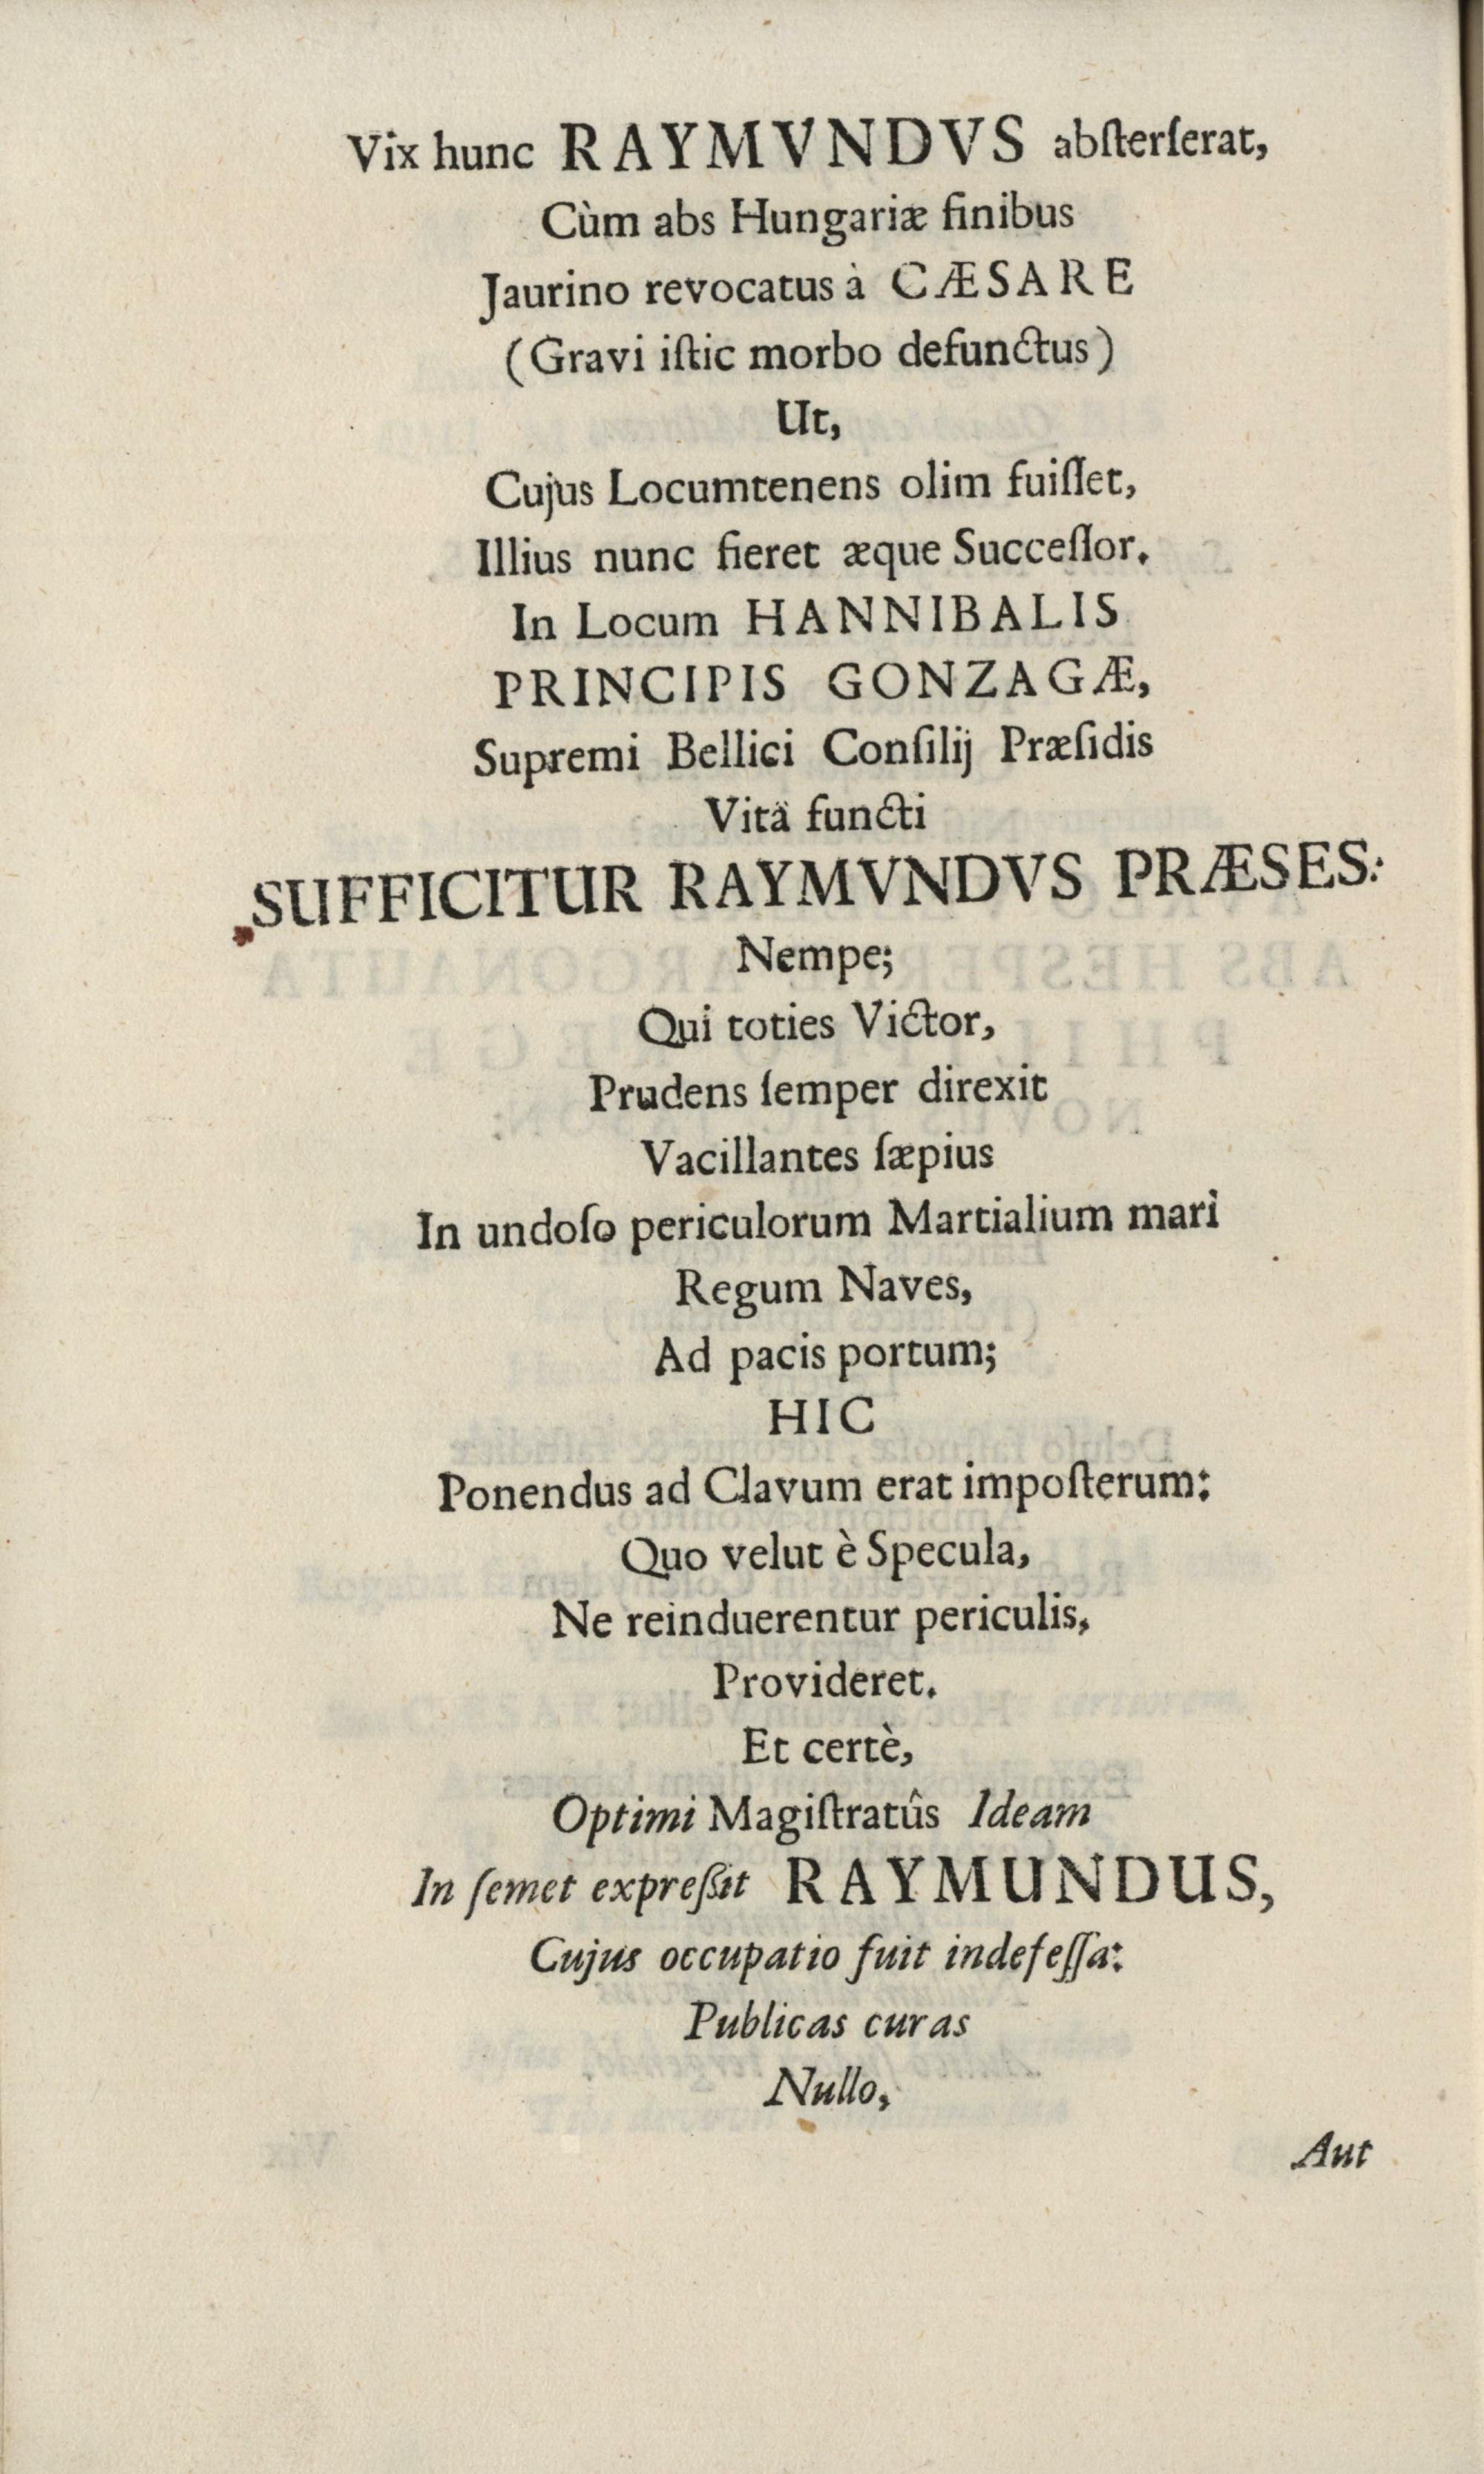 Vix hunc RAYMVNDVS abſterſerat,
Cùm abs Hungariæ finibus
Jaurino revocatus à CÆSARE
(Gravi iſtic morbo defunctus)
Ut,
Cujus Locumtenens olim fuiſſet,
Illius nunc fieret æque Succeſſor.
In Locum HANNIBALIS
PRINCIPIS GONZAGÆ,
Supremi Bellici Conſilij Præſidis
Vitâ functi
SUFFICITUR RAYMVNDVS PRÆSES:
Nempe;
Qui toties Victor,
Prudens ſemper direxit
Vacillantes ſæpius
In undoſo periculorum Martialium mari
Regum Naves,
Ad pacis portum;
HIC
Ponendus ad Clavum erat impoſterum:
Quo velut è Specula,
Ne reinduerentur periculis,
Provideret.
Et certè,
Optimi Magiſtratûs Ideam
In ſemet expreßit RAYMUNDUS,
Cujus occupatio fuit indefeſſa:
Publicas curas
Nullo,
Aut